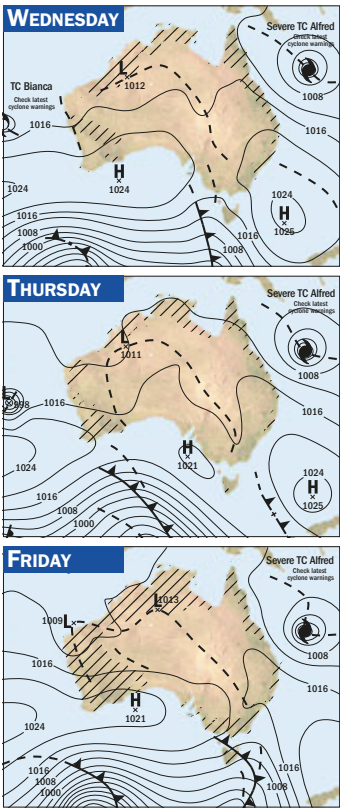 WEDNESDAY
Severe TC Alfred
Check latest
cyclone warnings
L
1012
1008
TC Bianca
Check latest
cyclone warnings
1016
1016
H
1024
1024
1024
H
1025
1016
1016
1008
1008
1000
THURSDAY
Severe TC Alfred
Check latest
cyclone warnings
L
1011
1008
L
998
1016
1016
H
1021
1024
1024
H
1025
1016
1008
1000
FRIDAY
Severe TC Alfred
Check latest
cyclone warnings
L
1013
1009
L
1008
1016
1016
H
1021
1024
1016
1016
1008
1008
1000